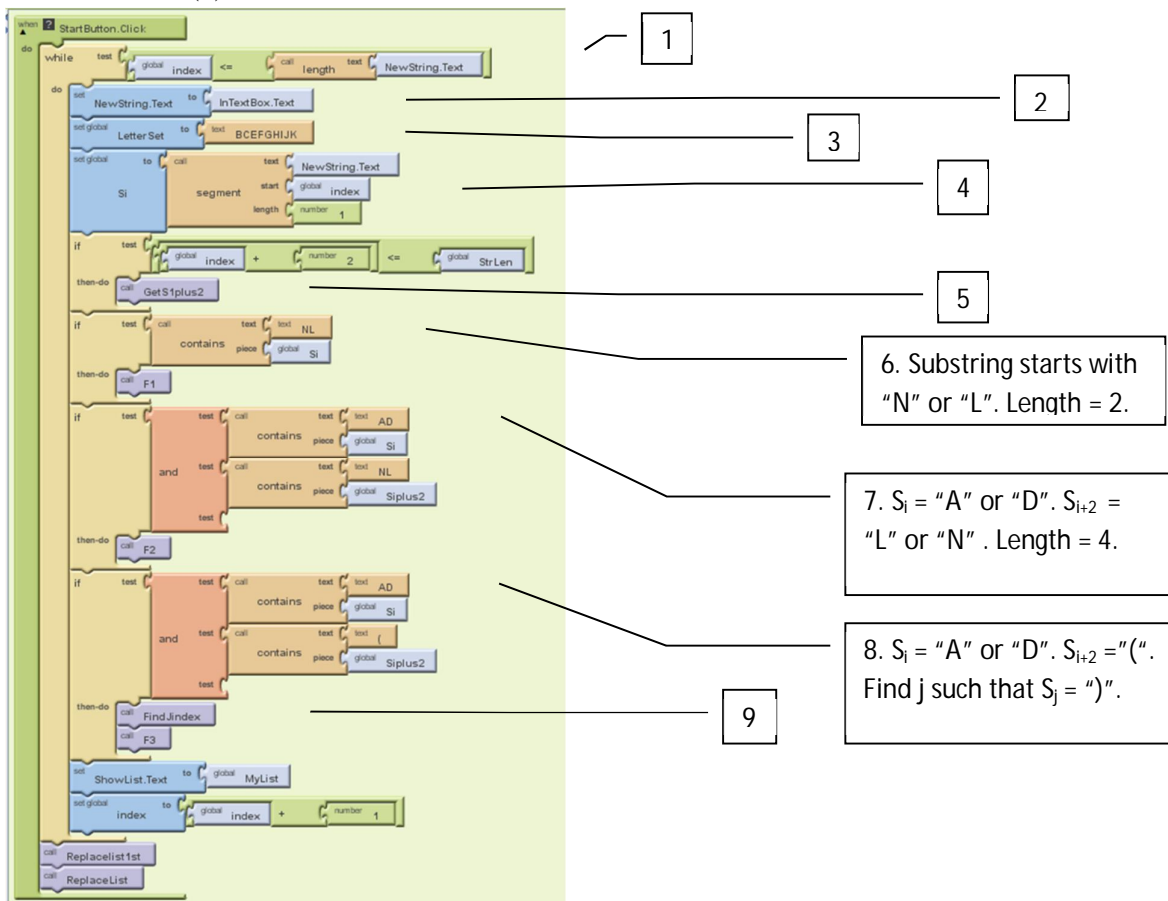 when ? StartButton.Click
do while test global index <= call length text NewString.Text
1
do set NewString.Text to InTextBox.Text
2
set global LetterSet to text BCEFGHIJK
3
set global Si to call segment text NewString.Text
start global index
length number 1
4
if test global index + number 2 <= global StrLen
then-do call GetS1plus2
5
if test call contains text text NL
piece global Si
then-do call F1
6. Substring starts with
“N” or “L”. Length = 2.
if test and test call contains text text AD
piece global Si
test call contains text text NL
piece global Siplus2
test
then-do call F2
7. Si = “A” or “D”. Si+2 =
“L” or “N” . Length = 4.
if test and test call contains text text AD
piece global Si
test call contains text text (
piece global Siplus2
test
then-do call FindJindex
call F3
8. Si = “A” or “D”. Si+2 =”(“.
Find j such that Sj = “)”.
9
set ShowList.Text to global MyList
set global index to global index + number 1
call Replacelist1st
call ReplaceList